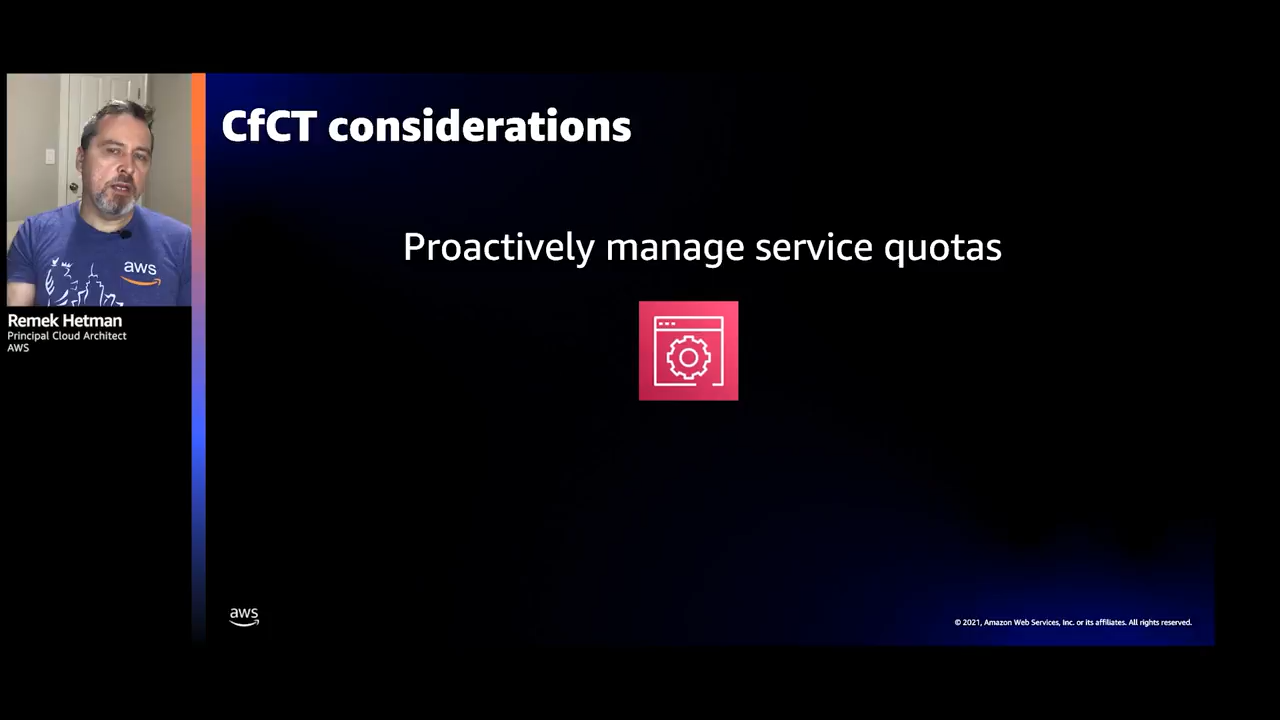 CfCT considerations
Proactively manage service quotas
aws
Remek Hetman
Principal Cloud Architect
AWS
aws
© 2021, Amazon Web Services, Inc. or its affiliates. All rights reserved.